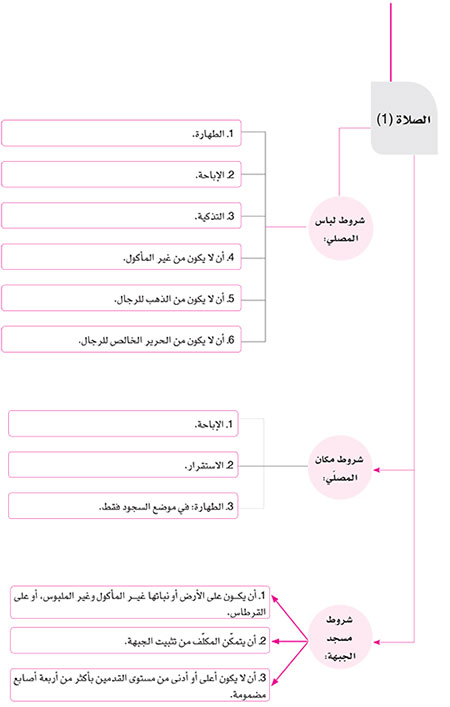 الصلاة (1)
شروط لباس
المصلي:
1. الطهارة.
2. الإباحة.
3. التذكية.
4. أن لا يكون من غير المأكول.
5. أن لا يكون من الذهب للرجال.
6. أن لا يكون من الحرير الخالص للرجال.
شروط مكان
المصلّي:
1. الإباحة.
2. الاستقرار.
3. الطهارة: في موضع السجود فقط.
شروط
مسجد
الجبهة:
1. أن يكـون على الأرض أو نباتها غيـر المأكول وغير الملبوس، أو على
القرطاس.
2. أن يتمكّن المكلّف من تثبيت الجبهة.
3. أن لا يكون أعلى أو أدنى من مستوى القدمين بأكثر من أربعة أصابع
مضمومة.